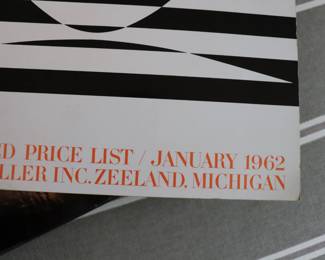 PRICE LIST / JANUARY 1962
INC. ZEELAND, MICHIGAN